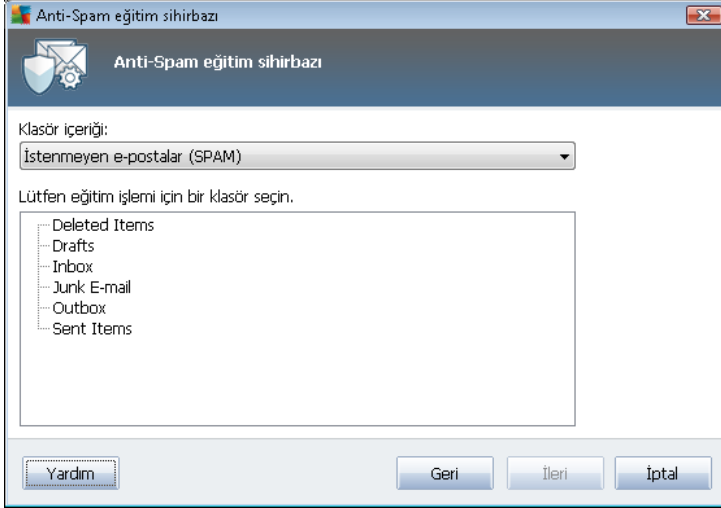 Anti-Spam eğitim sihirbazı
Anti-Spam eğitim sihirbazı
Klasör içeriği:
İstenmeyen e-postalar (SPAM)
Lütfen eğitim işlemi için bir klasör seçin.
Deleted Items
Drafts
Inbox
Junk E-mail
Outbox
Sent Items
Yardım Geri İleri İptal